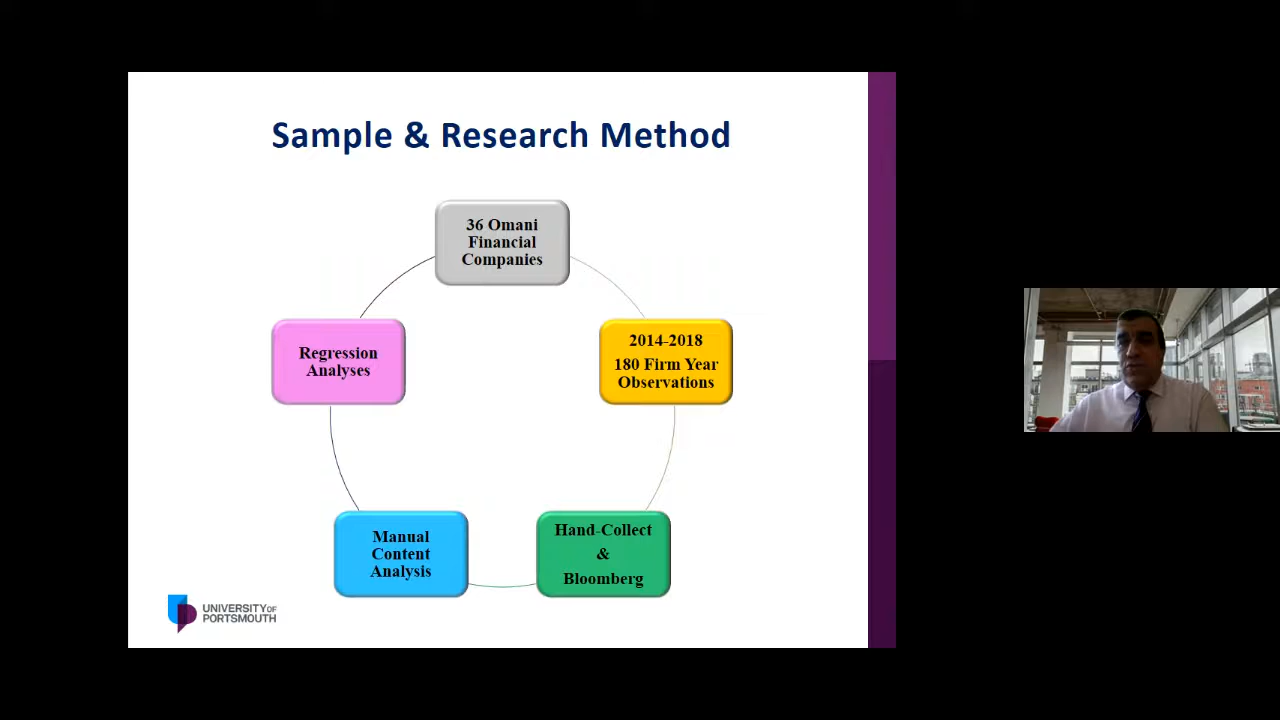 Sample & Research Method
36 Omani
Financial
Companies
2014-2018
180 Firm Year
Observations
Hand-Collect
&
Bloomberg
Manual
Content
Analysis
Regression
Analyses
UNIVERSITY OF
PORTSMOUTH